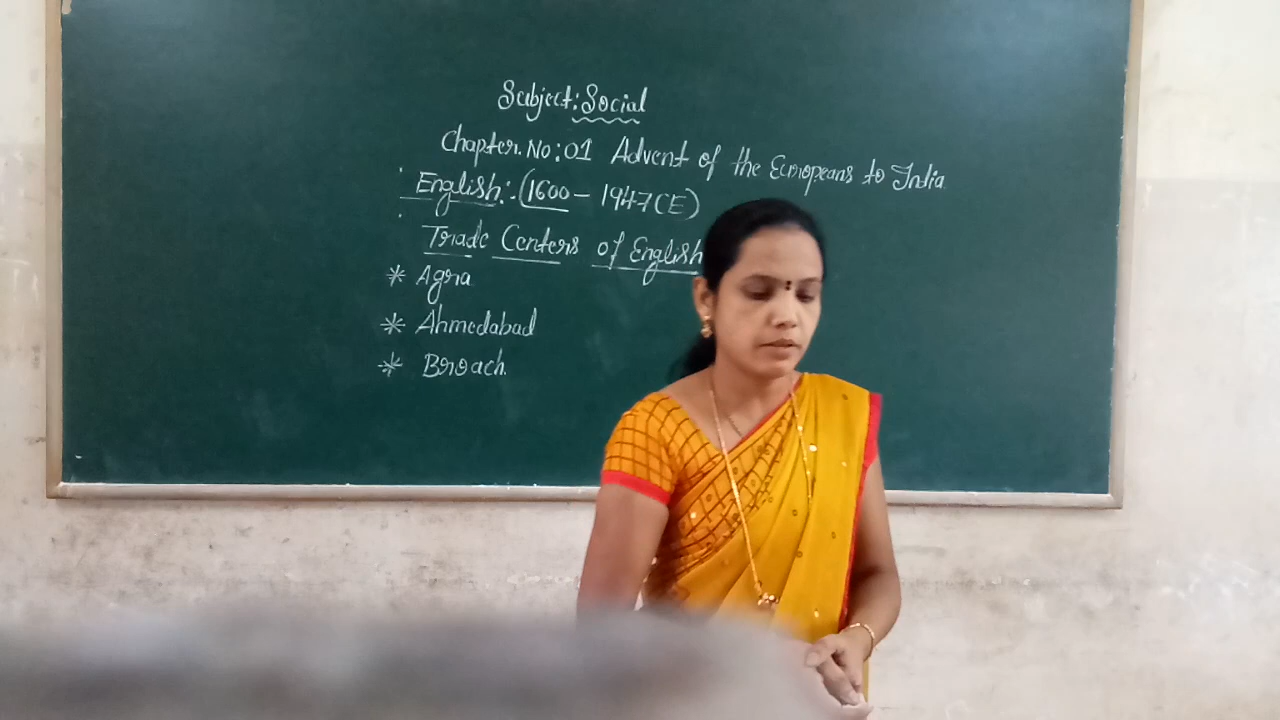 Subject: Social
Chapter. No: 01 Advent of the Europeans to India
English:- (1600 - 1947 CE)
Trade Centers of English
* Agra
* Ahmedabad
* Broach.